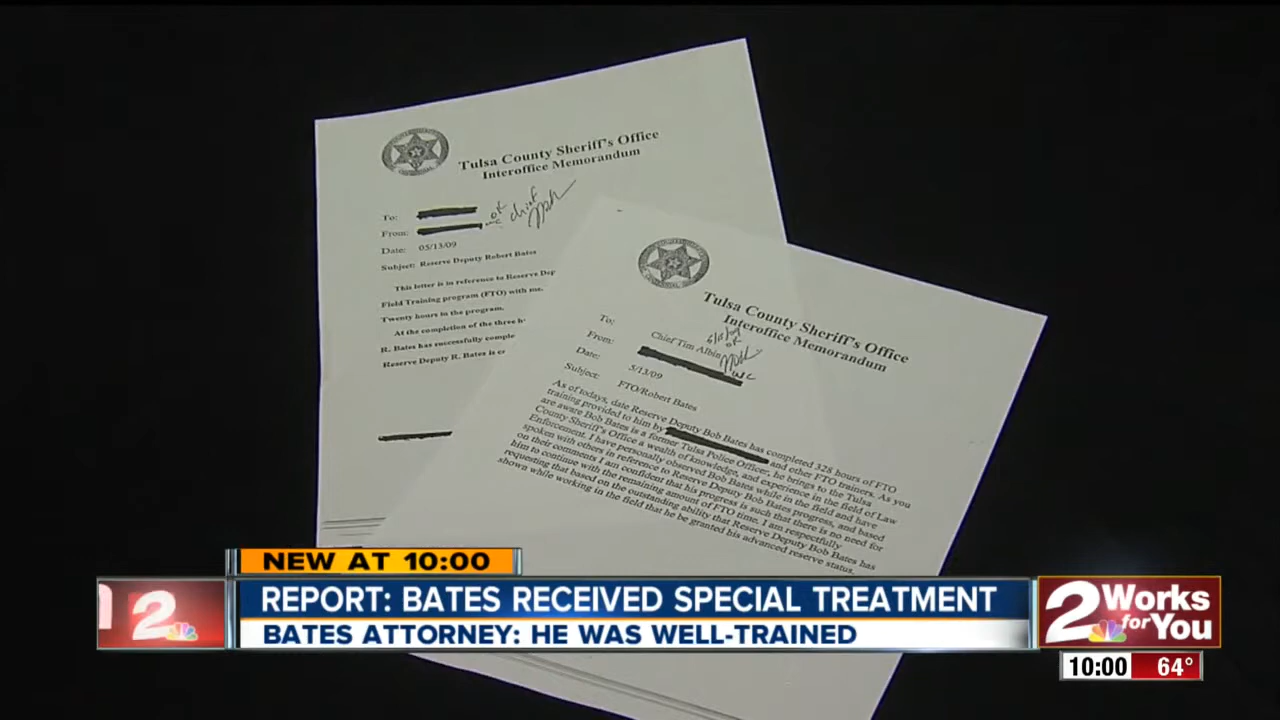 Tulsa County Sheriff's Office
Interoffice Memorandum
To:
From:
OK
chief
Date: 05/13/09
Subject: Reserve Deputy Robert Bates
This letter is in reference to Reserve Dep
Field Training program (FTO) with me.
Twenty hours in the program.
At the completion of the three h
R. Bates has successfully comple
Reserve Deputy R. Bates is
Tulsa County Sheriff's Office
Interoffice Memorandum
To: Chief Tim Albin
OK
From:
Date: 5/13/09
Subject: FTO/Robert Bates
As of todays, date Reserve Deputy Bob Bates has completed 328 hours of FTO
training provided to him by and other FTO trainers. As you
are aware Bob Bates is a former Tulsa Police Officer, he brings to the Tulsa
County Sheriff's Office a wealth of knowledge, and experience in the field of Law
Enforcement. I have personally observed Bob Bates while in the field and have
spoken with others in reference to Reserve Deputy Bob Bates progress, and based
on their comments I am confident that his progress is such that there is no need for
him to continue with the remaining amount of FTO time. I am respectfully
requesting that based on the outstanding ability that Reserve Deputy Bob Bates has
shown while working in the field that he be granted his advanced reserve status.
NEW AT 10:00
REPORT: BATES RECEIVED SPECIAL TREATMENT
BATES ATTORNEY: HE WAS WELL-TRAINED
2
2 Works for You
10:00 64°